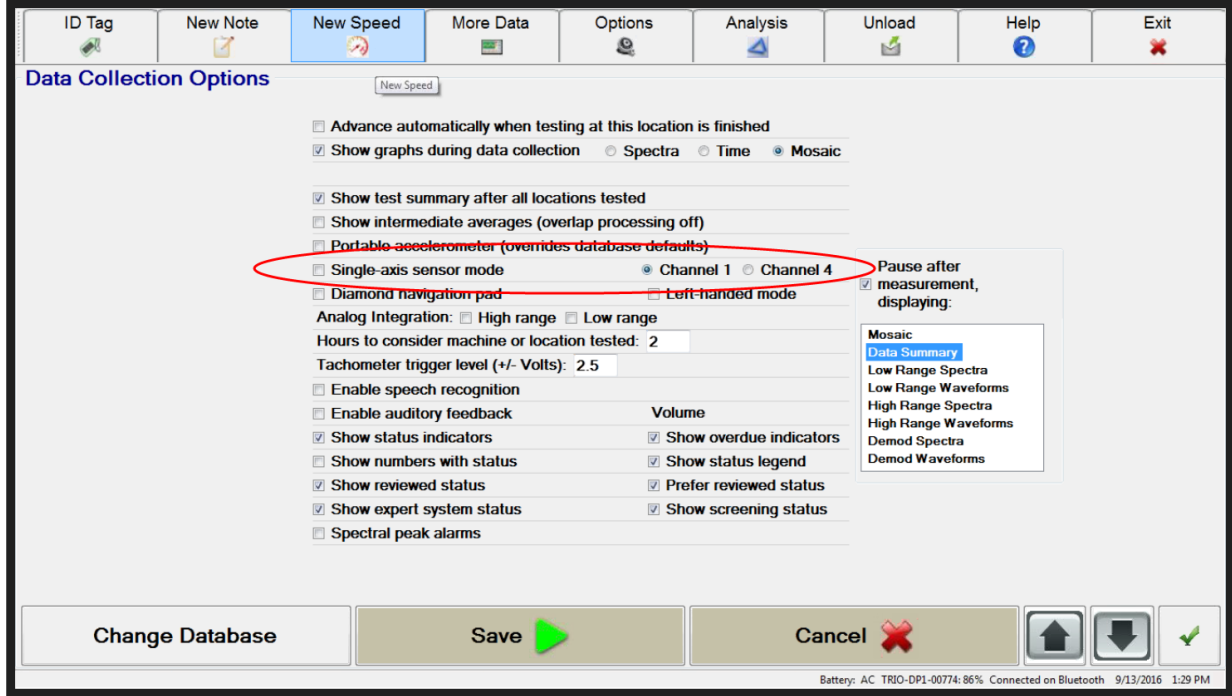 ID Tag New Note New Speed More Data Options Analysis Unload Help Exit
Data Collection Options
New Speed
Advance automatically when testing at this location is finished
Show graphs during data collection Spectra Time Mosaic
Show test summary after all locations tested
Show intermediate averages (overlap processing off)
Portable accelerometer (overrides database defaults)
Single-axis sensor mode Channel 1 Channel 4
Diamond navigation pad Left-handed mode
Analog Integration: High range Low range
Hours to consider machine or location tested: 2
Tachometer trigger level (+/- Volts): 2.5
Enable speech recognition
Enable auditory feedback Volume
Show status indicators Show overdue indicators
Show numbers with status Show status legend
Show reviewed status Prefer reviewed status
Show expert system status Show screening status
Spectral peak alarms
Pause after
measurement,
displaying:
Mosaic
Data Summary
Low Range Spectra
Low Range Waveforms
High Range Spectra
High Range Waveforms
Demod Spectra
Demod Waveforms
Change Database Save Cancel
Battery: AC TRIO-DP1-00774: 86% Connected on Bluetooth 9/13/2016 1:29 PM